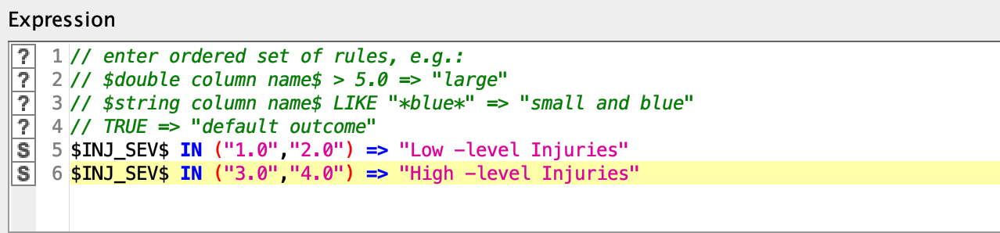 Expression
? 1 // enter ordered set of rules, e.g.:
? 2 // $double column name$ > 5.0 => "large"
? 3 // $string column name$ LIKE "*blue*" => "small and blue"
? 4 // TRUE => "default outcome"
S 5 $INJ_SEV$ IN ("1.0","2.0") => "Low -level Injuries"
S 6 $INJ_SEV$ IN ("3.0","4.0") => "High -level Injuries"